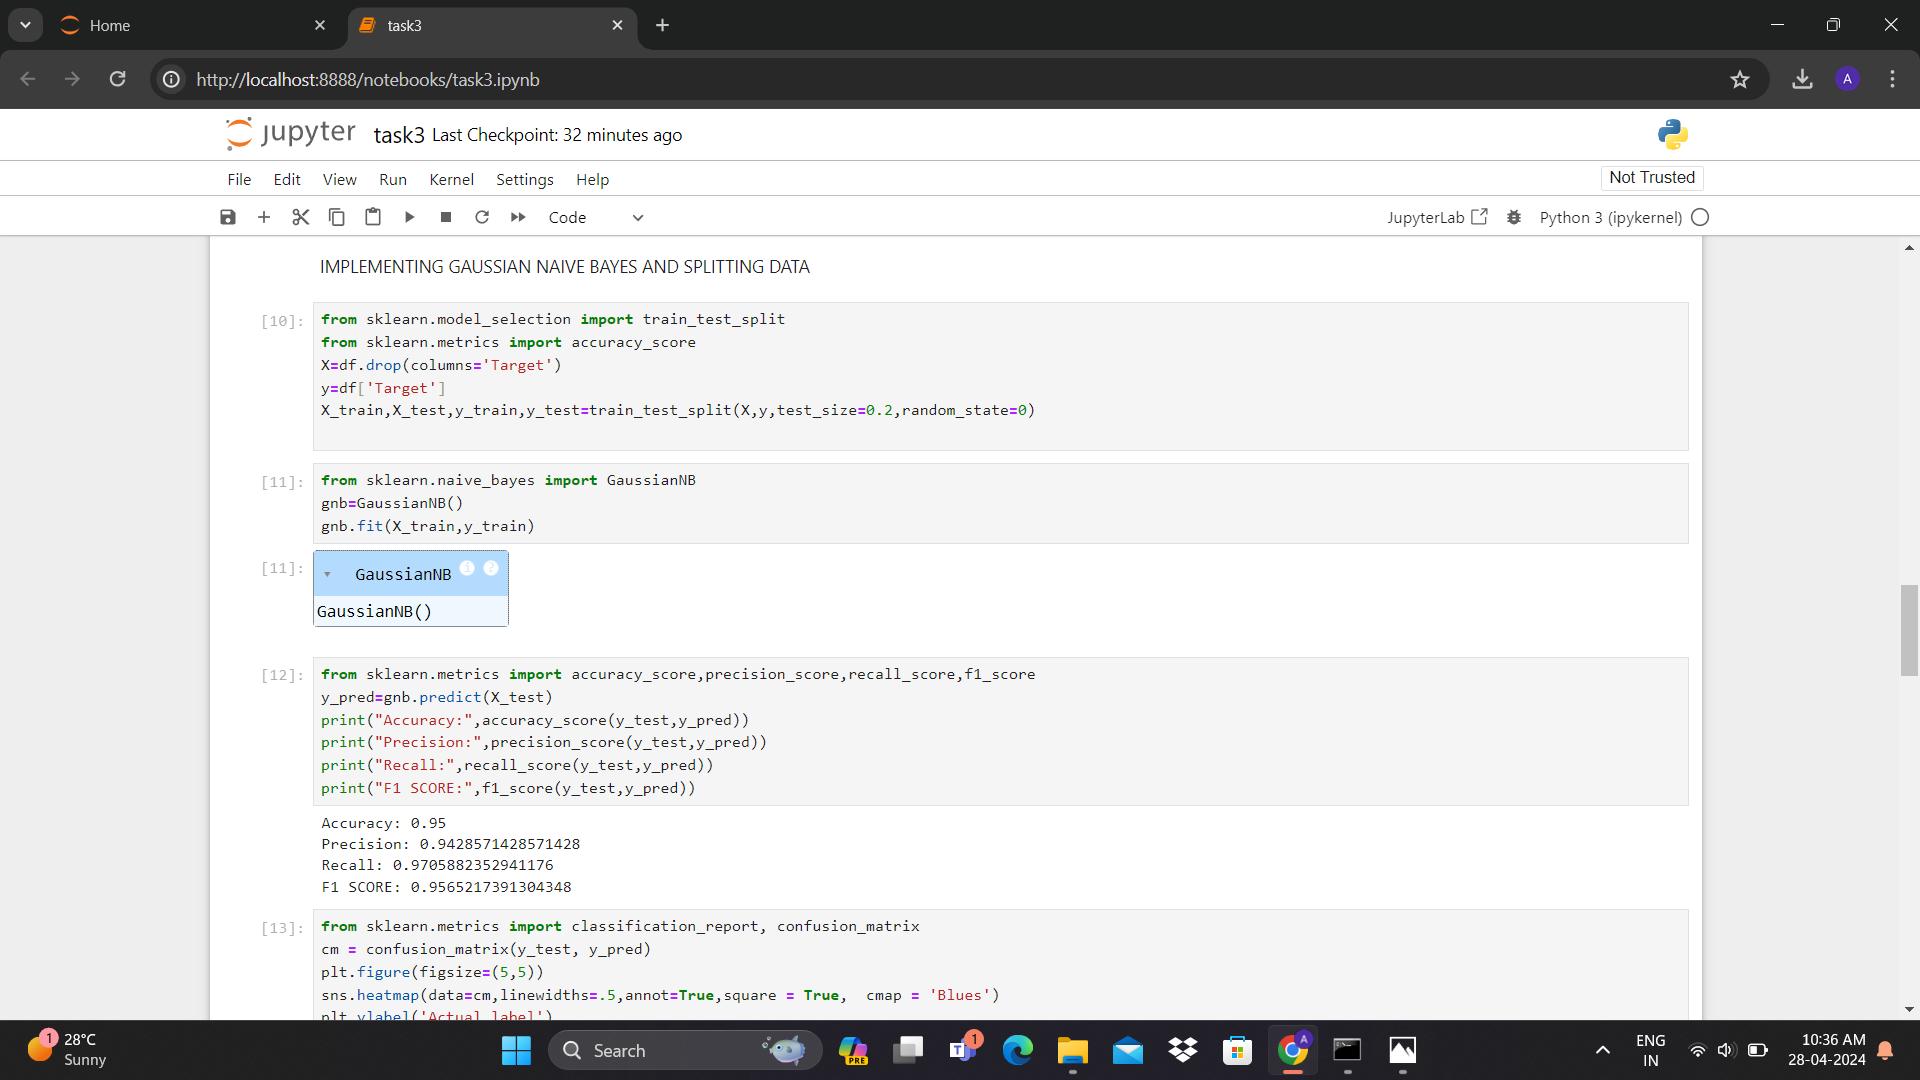 Home
task3
http://localhost:8888/notebooks/task3.ipynb
A
jupyter task3 Last Checkpoint: 32 minutes ago
File Edit View Run Kernel Settings Help
Not Trusted
Code
JupyterLab
Python 3 (ipykernel)
IMPLEMENTING GAUSSIAN NAIVE BAYES AND SPLITTING DATA
[10]:
from sklearn.model_selection import train_test_split
from sklearn.metrics import accuracy_score
X=df.drop(columns='Target')
y=df['Target']
X_train,X_test,y_train,y_test=train_test_split(X,y,test_size=0.2,random_state=0)
[11]:
from sklearn.naive_bayes import GaussianNB
gnb=GaussianNB()
gnb.fit(X_train,y_train)
[11]:
GaussianNB
i ?
GaussianNB()
[12]:
from sklearn.metrics import accuracy_score,precision_score,recall_score,f1_score
y_pred=gnb.predict(X_test)
print("Accuracy:",accuracy_score(y_test,y_pred))
print("Precision:",precision_score(y_test,y_pred))
print("Recall:",recall_score(y_test,y_pred))
print("F1 SCORE:",f1_score(y_test,y_pred))
Accuracy: 0.95
Precision: 0.9428571428571428
Recall: 0.9705882352941176
F1 SCORE: 0.9565217391304348
[13]:
from sklearn.metrics import classification_report, confusion_matrix
cm = confusion_matrix(y_test, y_pred)
plt.figure(figsize=(5,5))
sns.heatmap(data=cm,linewidths=.5,annot=True,square = True,  cmap = 'Blues')
plt.ylabel('Actual label')
1
28°C
Sunny
Search
PRE
T
1
A
ENG
IN
10:36 AM
28-04-2024